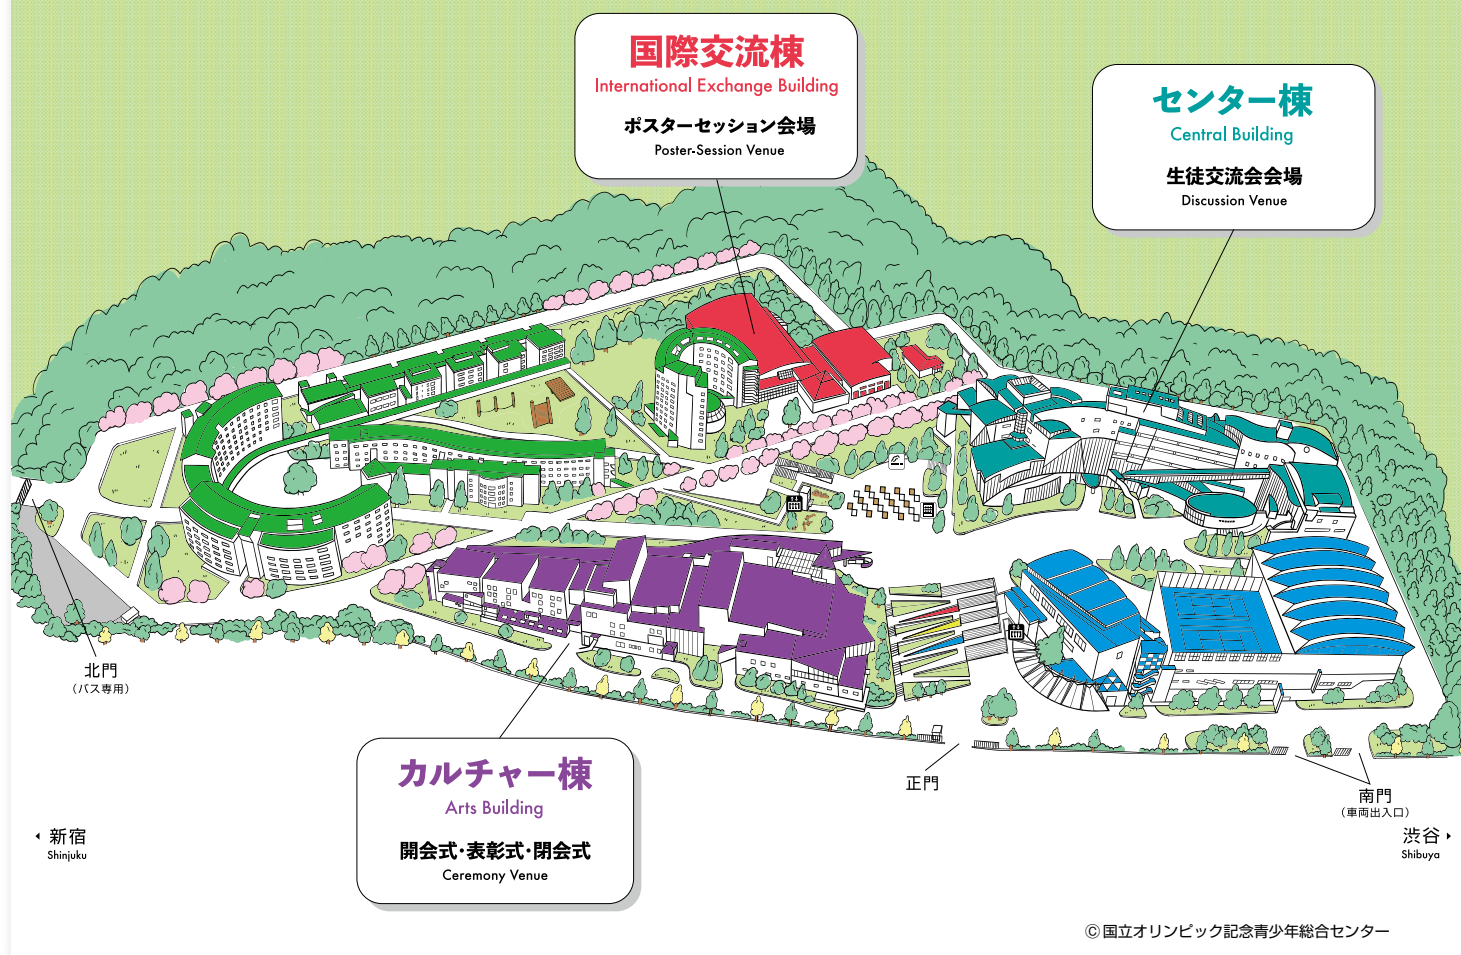 国際交流棟
International Exchange Building
ポスターセッション会場
Poster-Session Venue
センター棟
Central Building
生徒交流会会場
Discussion Venue
北門
（バス専用）
カルチャー棟
Arts Building
開会式・表彰式・閉会式
Ceremony Venue
正門
南門
（車両出入口）
新宿
Shinjuku
渋谷
Shibuya
Ⓒ国立オリンピック記念青少年総合センター